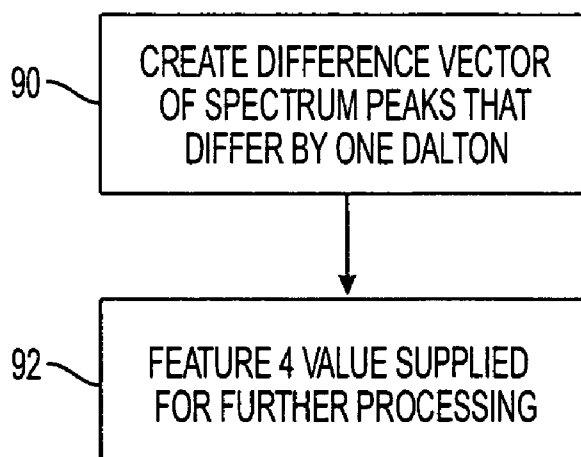 90
CREATE DIFFERENCE VECTOR
OF SPECTRUM PEAKS THAT
DIFFER BY ONE DALTON
92
FEATURE 4 VALUE SUPPLIED
FOR FURTHER PROCESSING